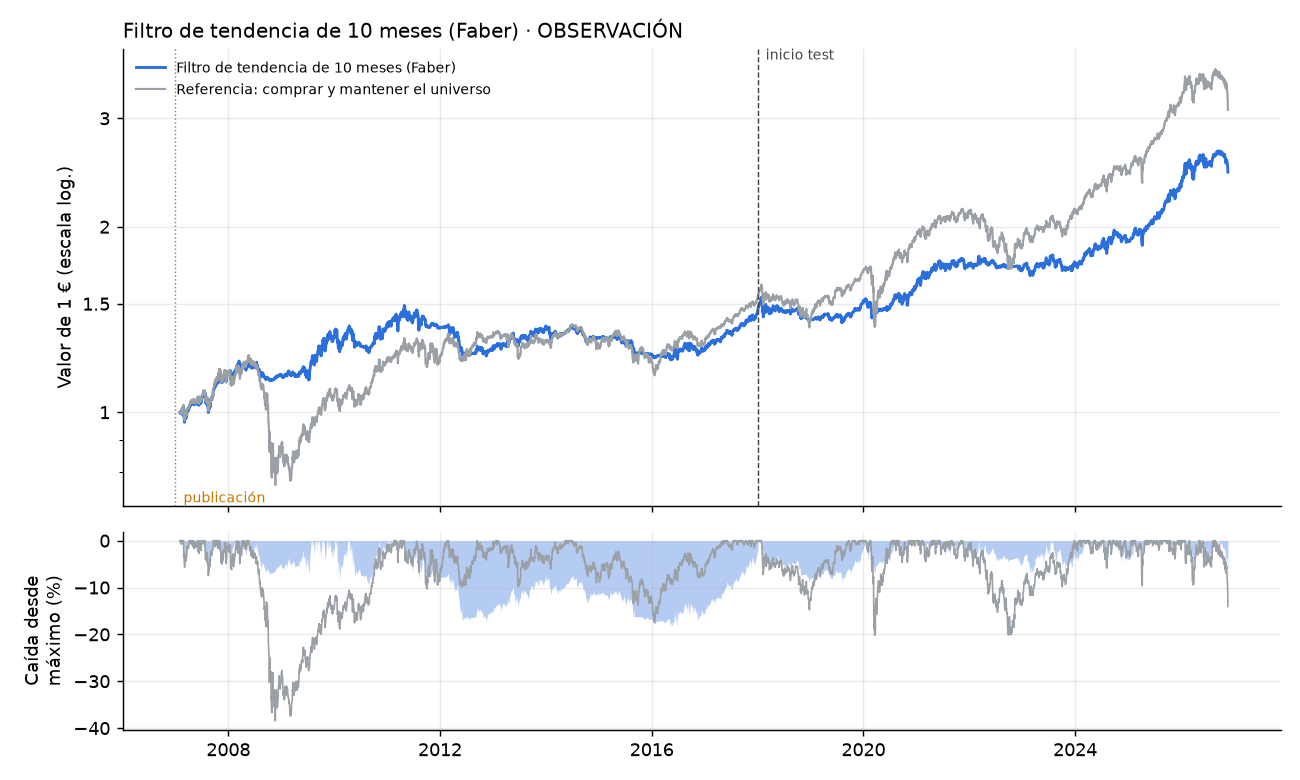 Filtro de tendencia de 10 meses (Faber) · OBSERVACIÓN
inicio test
Filtro de tendencia de 10 meses (Faber)
Referencia: comprar y mantener el universo
Valor de 1 € (escala log.)
3
2
1.5
1
publicación
Caída desde
máximo (%)
0
−10
−20
−30
−40
2008
2012
2016
2020
2024